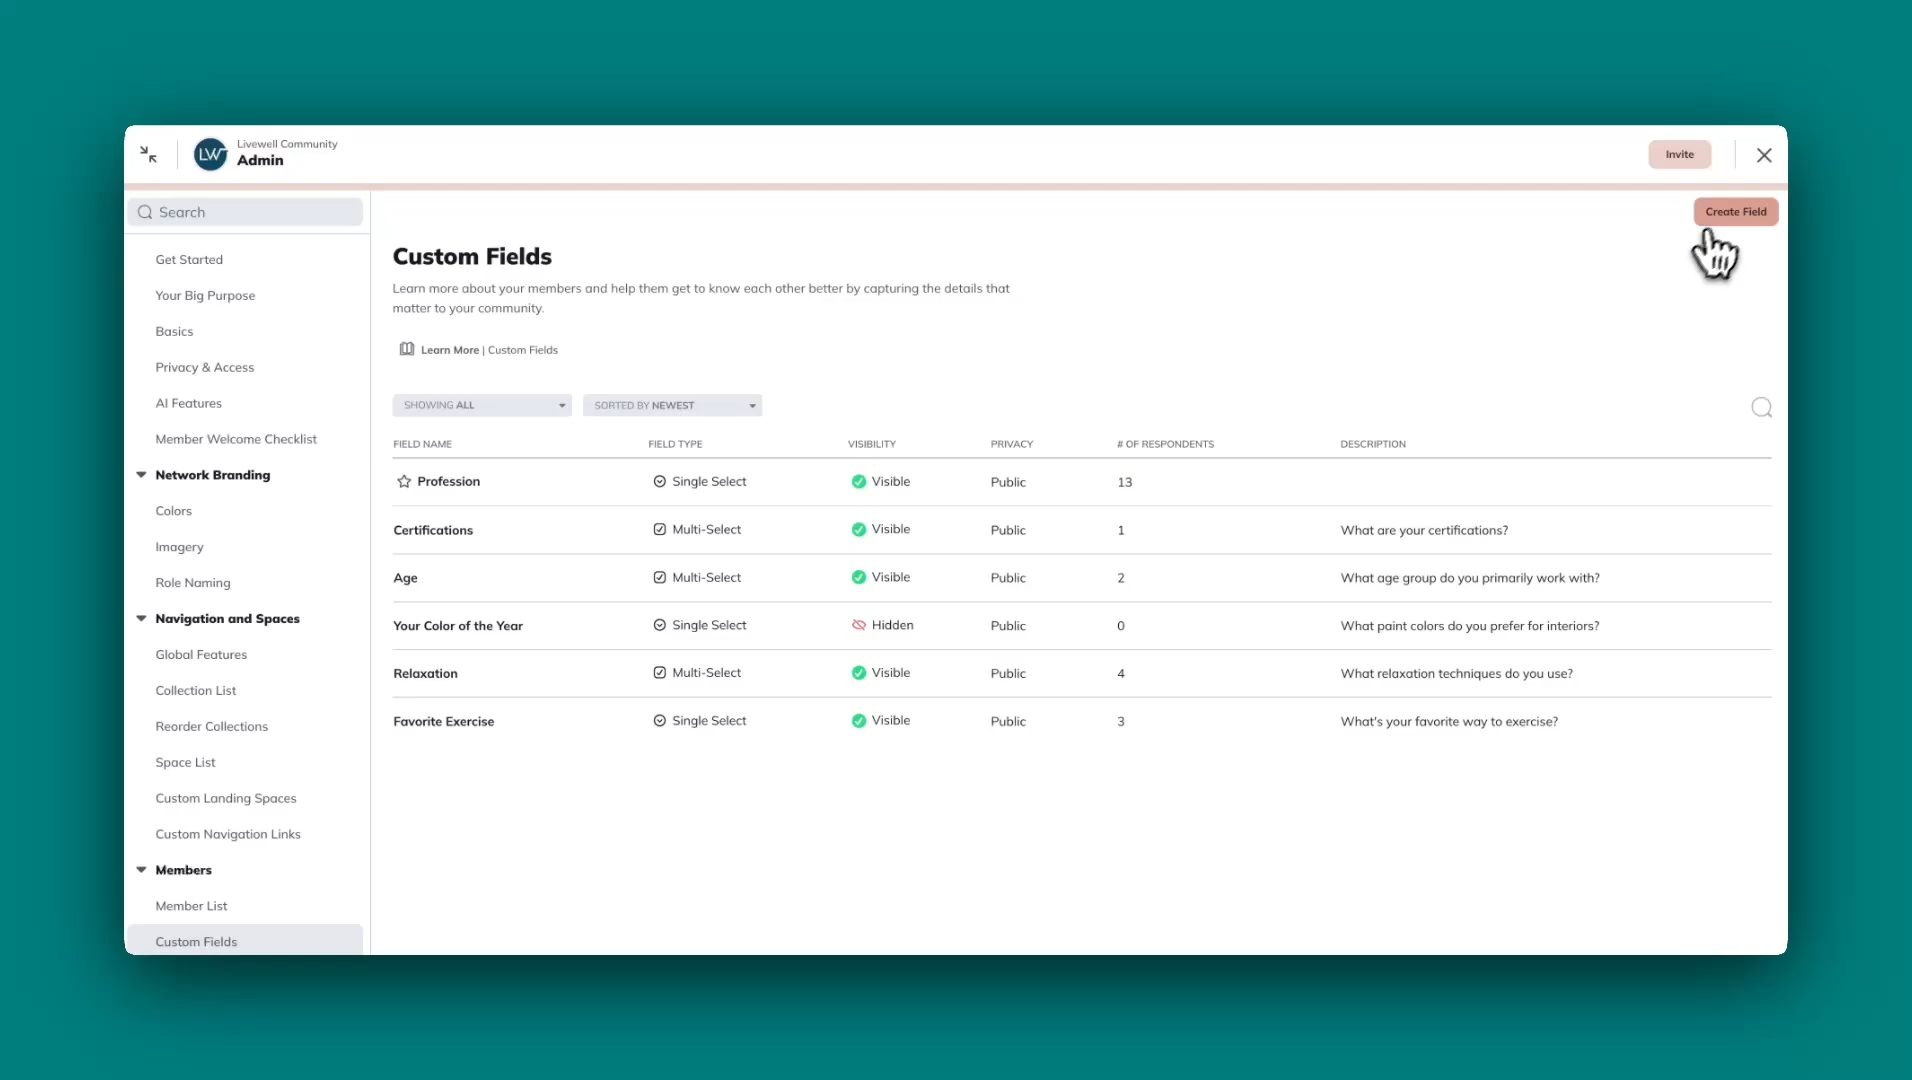 LW
Livewell Community
Admin
Invite
Search
Create Field
Get Started
Your Big Purpose
Basics
Privacy & Access
AI Features
Member Welcome Checklist
Network Branding
Colors
Imagery
Role Naming
Navigation and Spaces
Global Features
Collection List
Reorder Collections
Space List
Custom Landing Spaces
Custom Navigation Links
Members
Member List
Custom Fields
Custom Fields
Learn more about your members and help them get to know each other better by capturing the details that
matter to your community.
Learn More | Custom Fields
SHOWING ALL SORTED BY NEWEST
FIELD NAME FIELD TYPE VISIBILITY PRIVACY # OF RESPONDENTS DESCRIPTION
Profession Single Select Visible Public 13
Certifications Multi-Select Visible Public 1 What are your certifications?
Age Multi-Select Visible Public 2 What age group do you primarily work with?
Your Color of the Year Single Select Hidden Public 0 What paint colors do you prefer for interiors?
Relaxation Multi-Select Visible Public 4 What relaxation techniques do you use?
Favorite Exercise Single Select Visible Public 3 What's your favorite way to exercise?